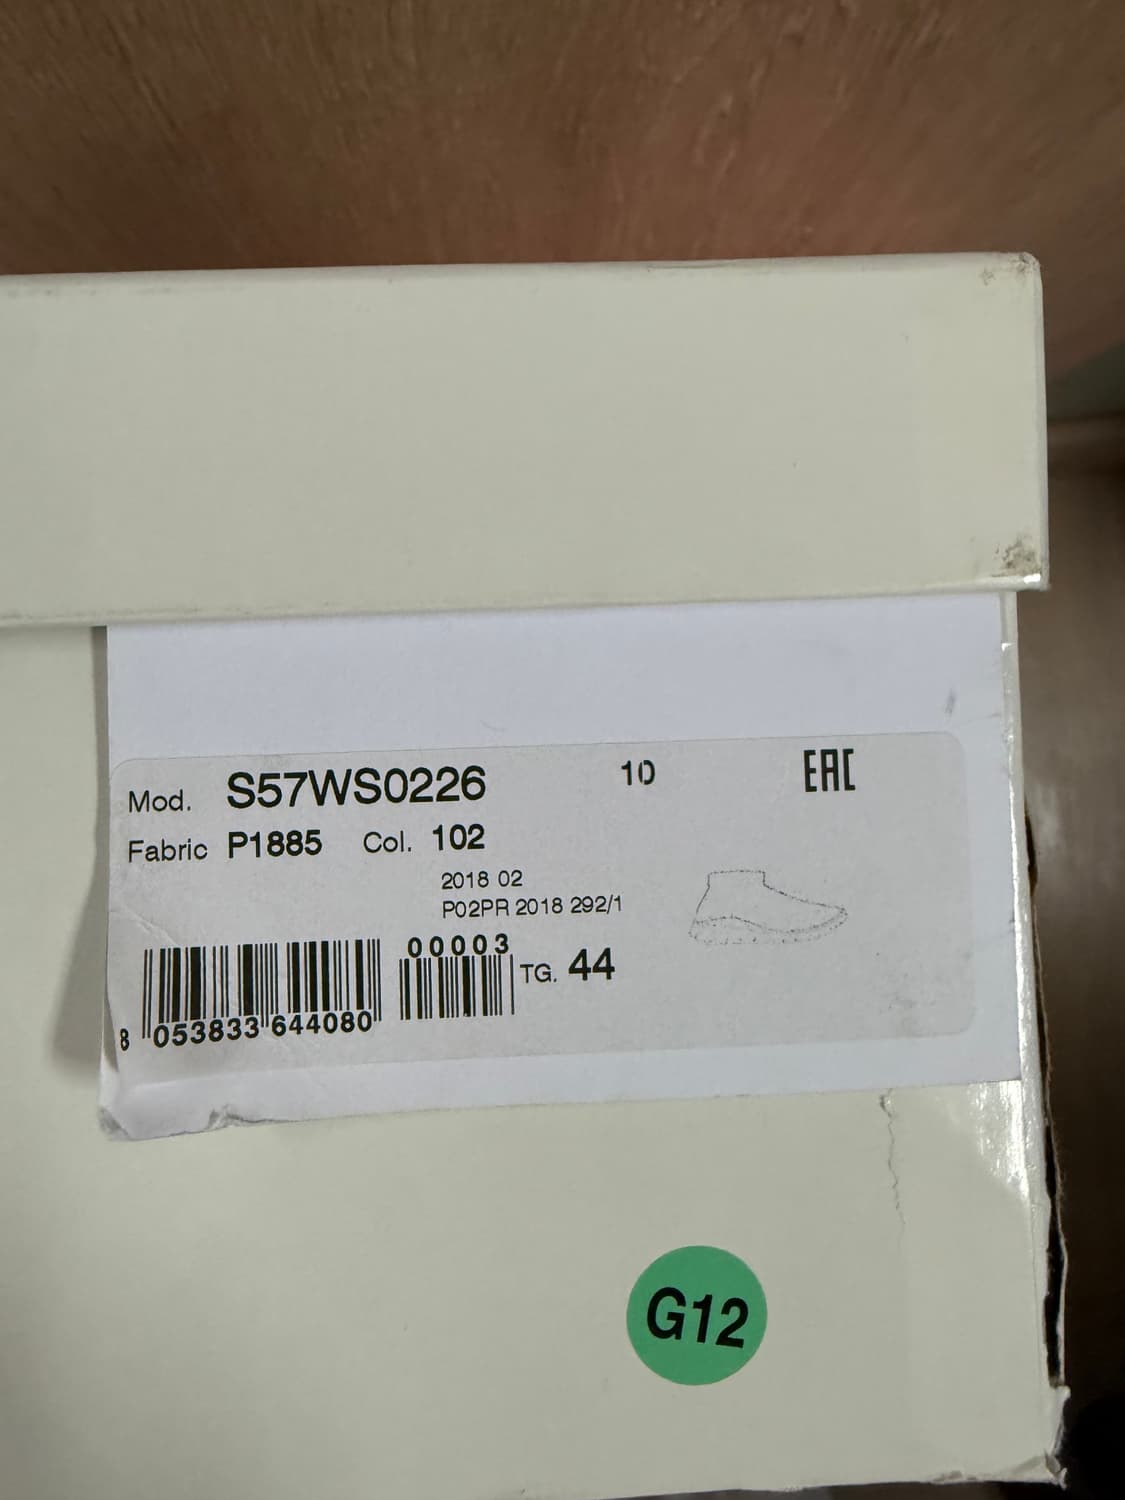 Mod. S57WS0226 10 EAC
Fabric P1885 Col. 102
2018 02
P02PR 2018 292/1
00003
TG. 44
8 053833 644080
G12